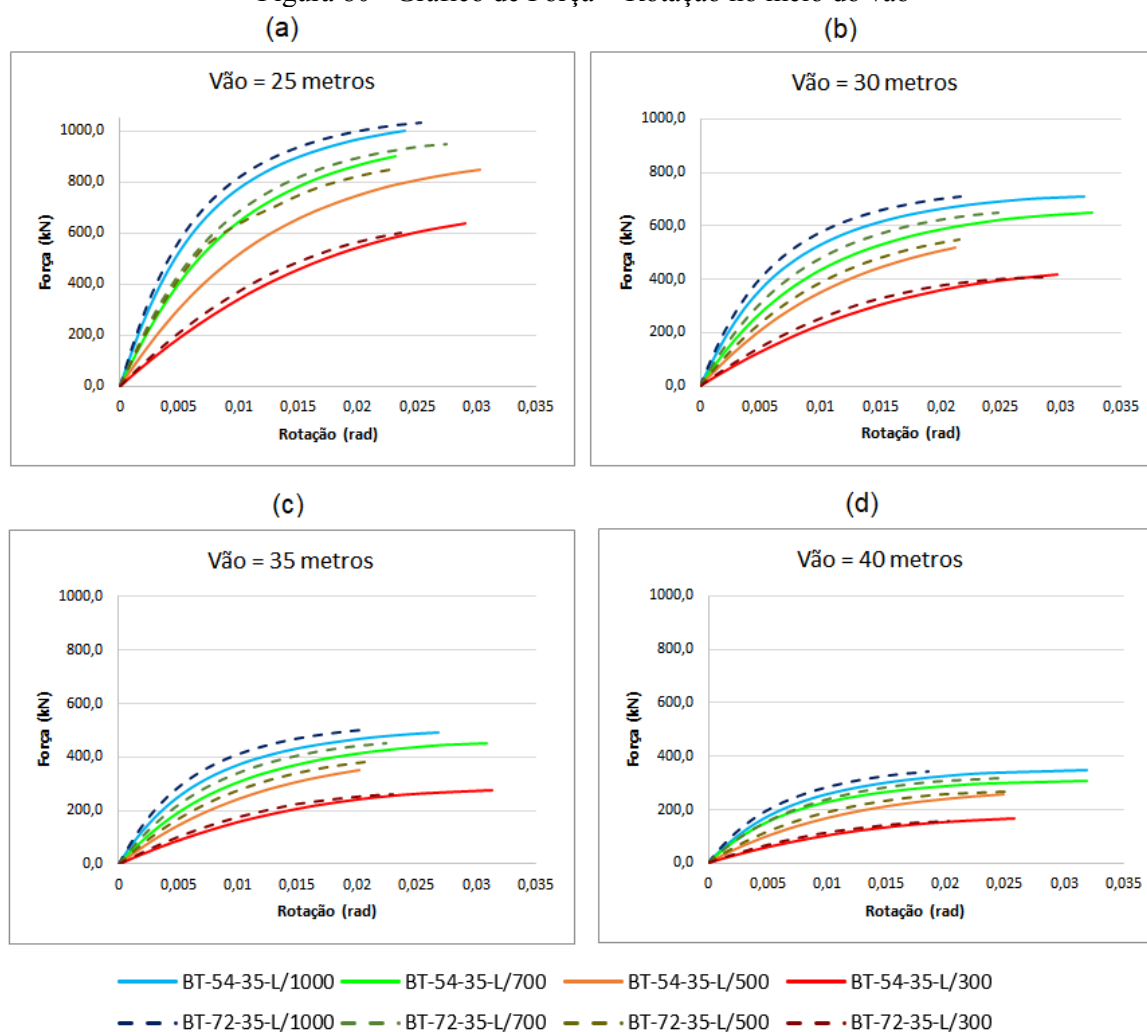 (a)
Vão = 25 metros
1000,0
800,0
600,0
400,0
200,0
0,0
Força (kN)
0 0,005 0,01 0,015 0,02 0,025 0,03 0,035
Rotação (rad)
(b)
Vão = 30 metros
1000,0
800,0
600,0
400,0
200,0
0,0
Força (kN)
0 0,005 0,01 0,015 0,02 0,025 0,03 0,035
Rotação (rad)
(c)
Vão = 35 metros
1000,0
800,0
600,0
400,0
200,0
0,0
Força (kN)
0 0,005 0,01 0,015 0,02 0,025 0,03 0,035
Rotação (rad)
(d)
Vão = 40 metros
1000,0
800,0
600,0
400,0
200,0
0,0
Força (kN)
0 0,005 0,01 0,015 0,02 0,025 0,03 0,035
Rotação (rad)
BT-54-35-L/1000 BT-54-35-L/700 BT-54-35-L/500 BT-54-35-L/300
BT-72-35-L/1000 BT-72-35-L/700 BT-72-35-L/500 BT-72-35-L/300